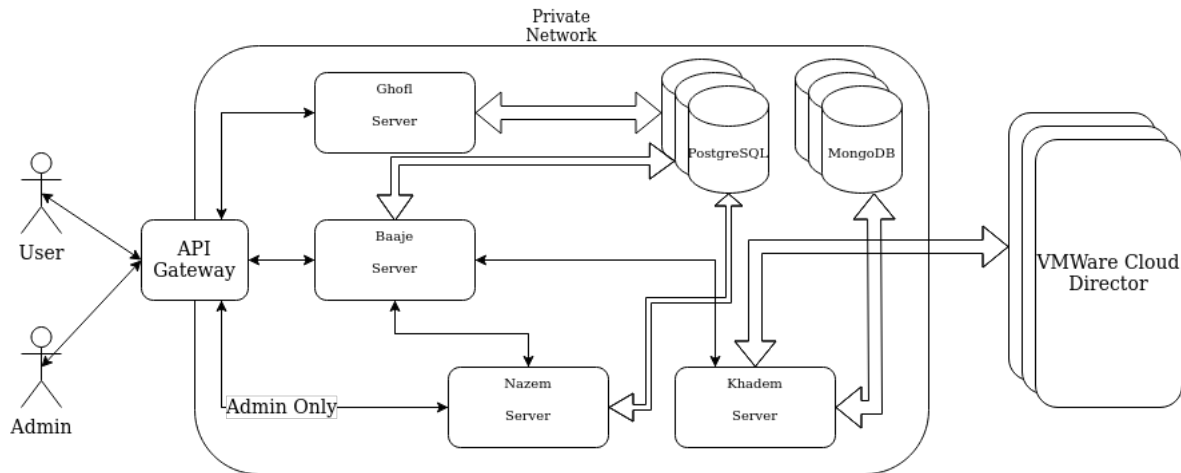 Private
Network
Ghofl
Server
PostgreSQL
MongoDB
User
API
Gateway
Baaje
Server
VMWare Cloud
Director
Admin
Admin Only
Nazem
Server
Khadem
Server